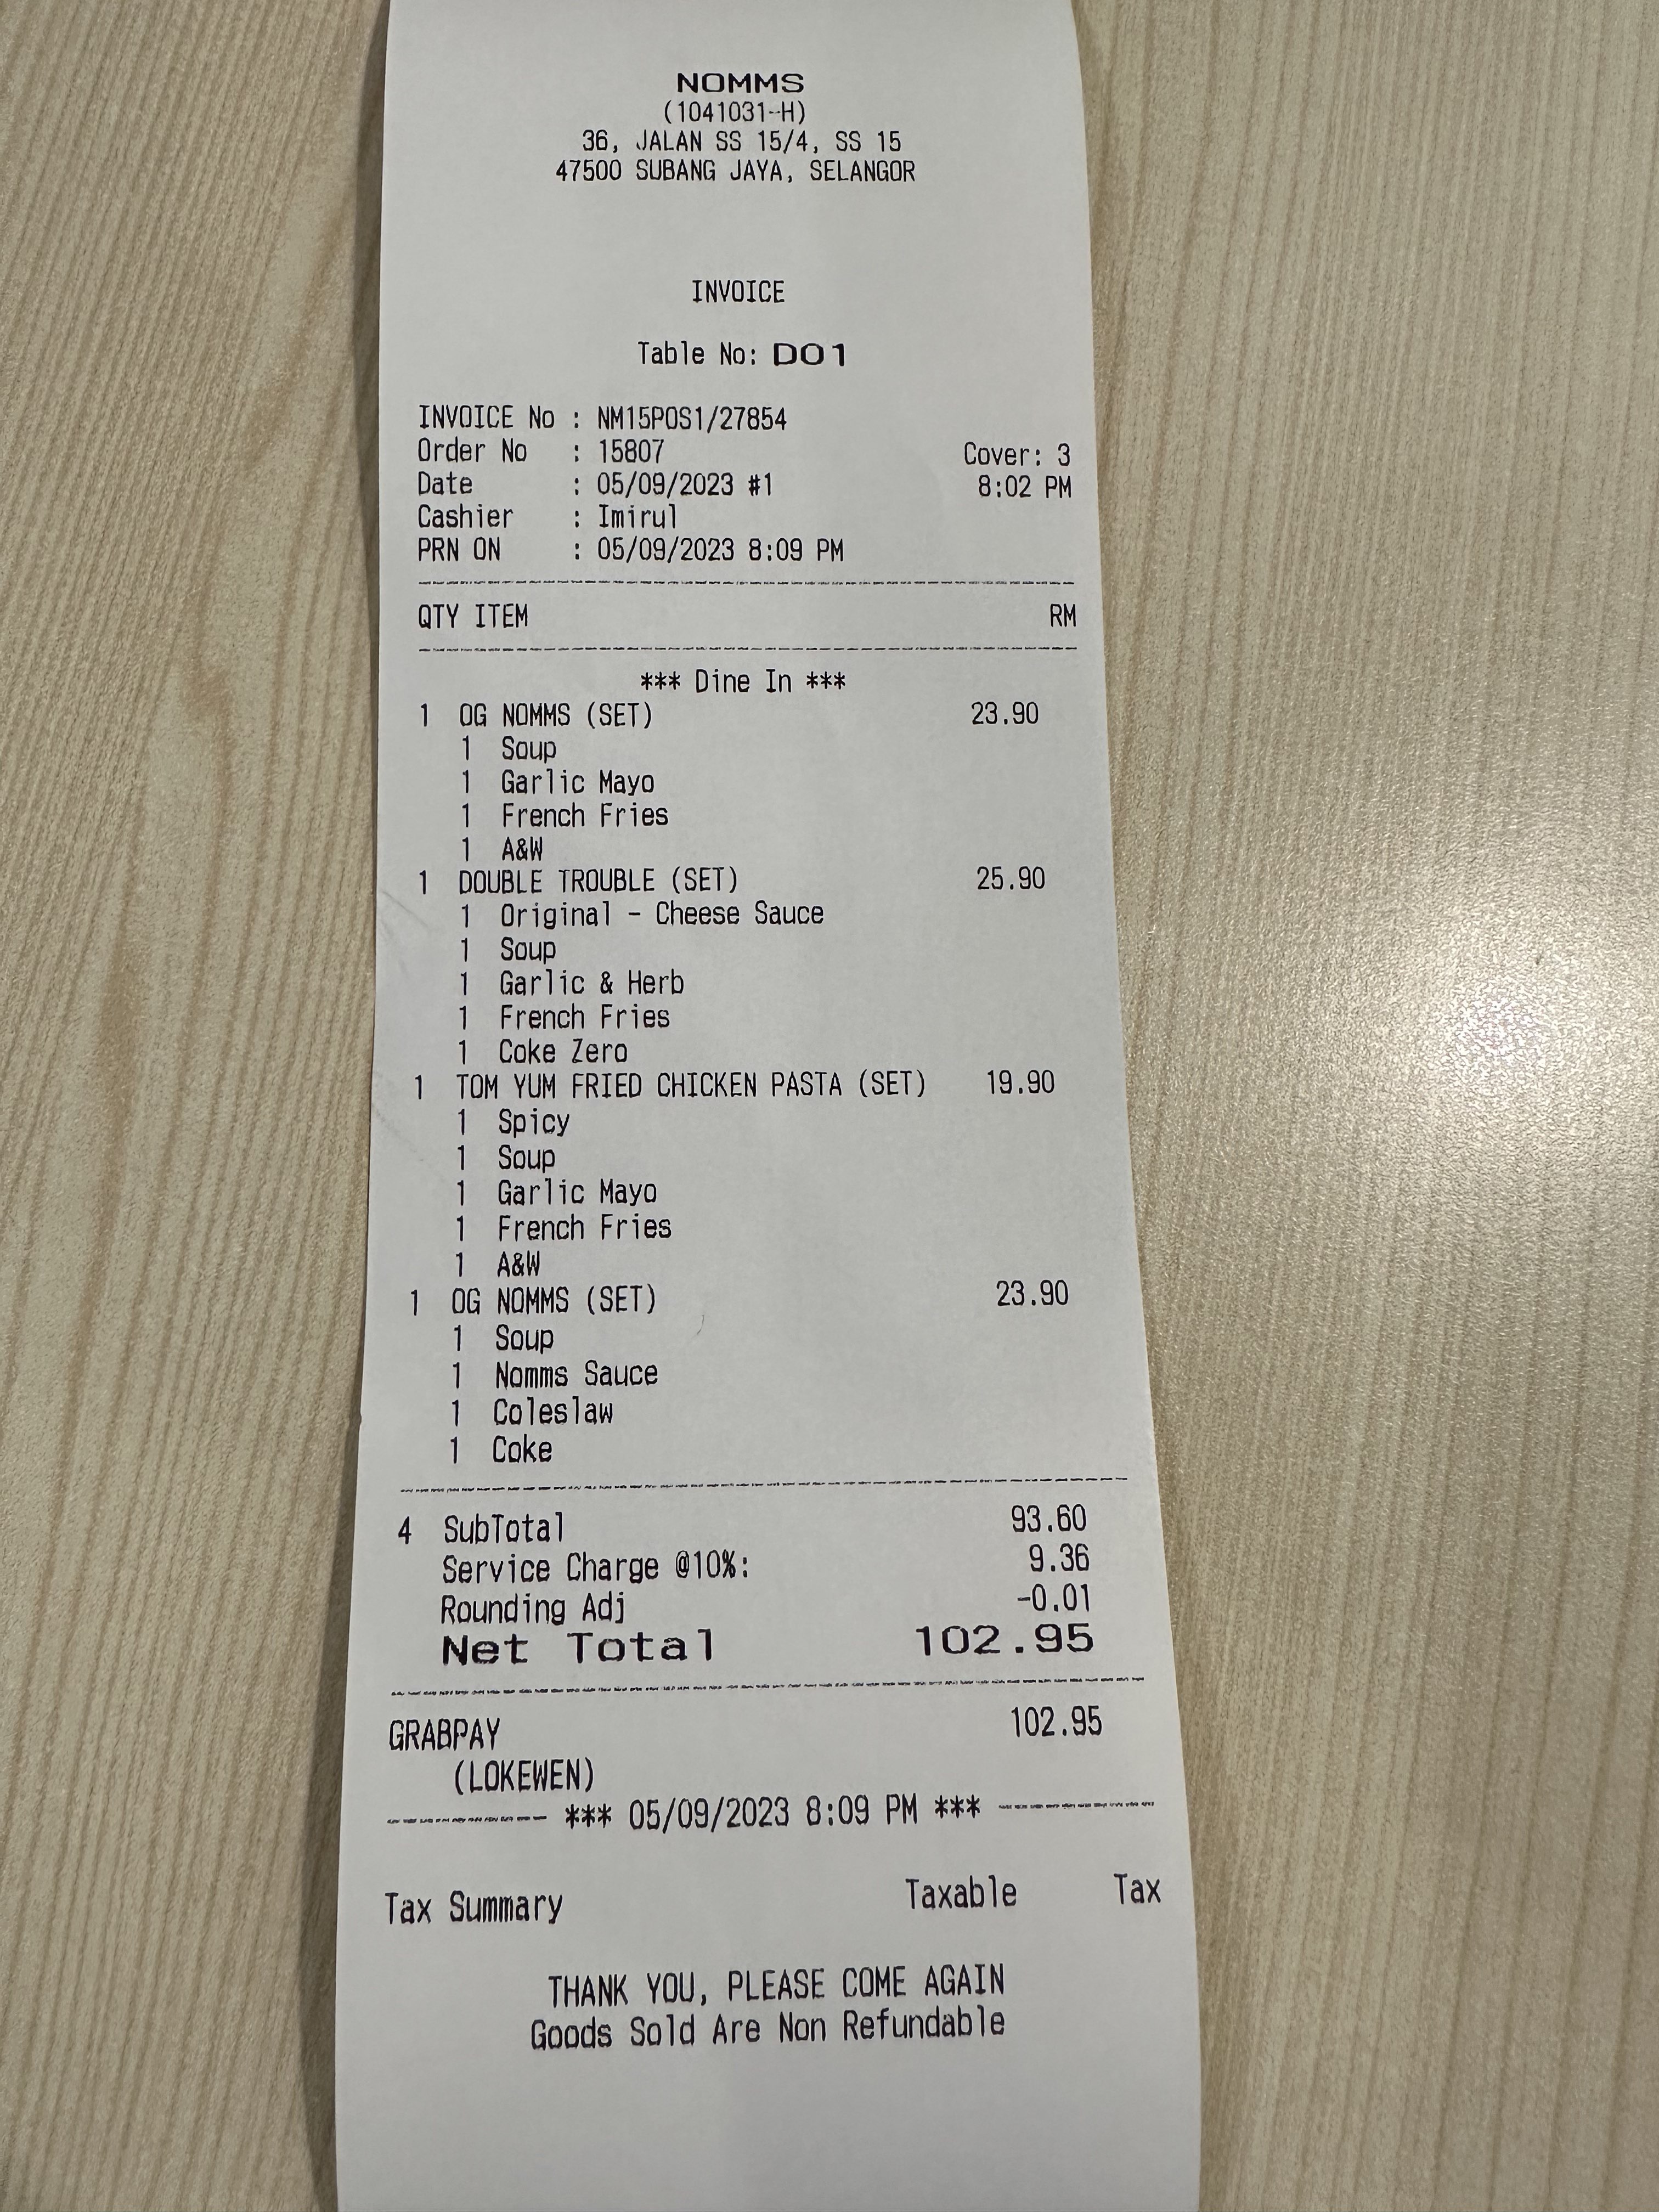 NOMMS
(1041031-H)
36, JALAN SS 15/4, SS 15
47500 SUBANG JAYA, SELANGOR
INVOICE
Table No: D01
INVOICE No : NM15POS1/27854
Order No : 15807 Cover: 3
Date : 05/09/2023 #1 8:02 PM
Cashier : Imirul
PRN ON : 05/09/2023 8:09 PM
QTY ITEM RM
*** Dine In ***
1 OG NOMMS (SET) 23.90
1 Soup
1 Garlic Mayo
1 French Fries
1 A&W
1 DOUBLE TROUBLE (SET) 25.90
1 Original - Cheese Sauce
1 Soup
1 Garlic & Herb
1 French Fries
1 Coke Zero
1 TOM YUM FRIED CHICKEN PASTA (SET) 19.90
1 Spicy
1 Soup
1 Garlic Mayo
1 French Fries
1 A&W
1 OG NOMMS (SET) 23.90
1 Soup
1 Nomms Sauce
1 Coleslaw
1 Coke
4 SubTotal 93.60
Service Charge @10%: 9.36
Rounding Adj -0.01
Net Total 102.95
GRABPAY 102.95
(LOKEWEN)
*** 05/09/2023 8:09 PM ***
Tax Summary Taxable Tax
THANK YOU, PLEASE COME AGAIN
Goods Sold Are Non Refundable